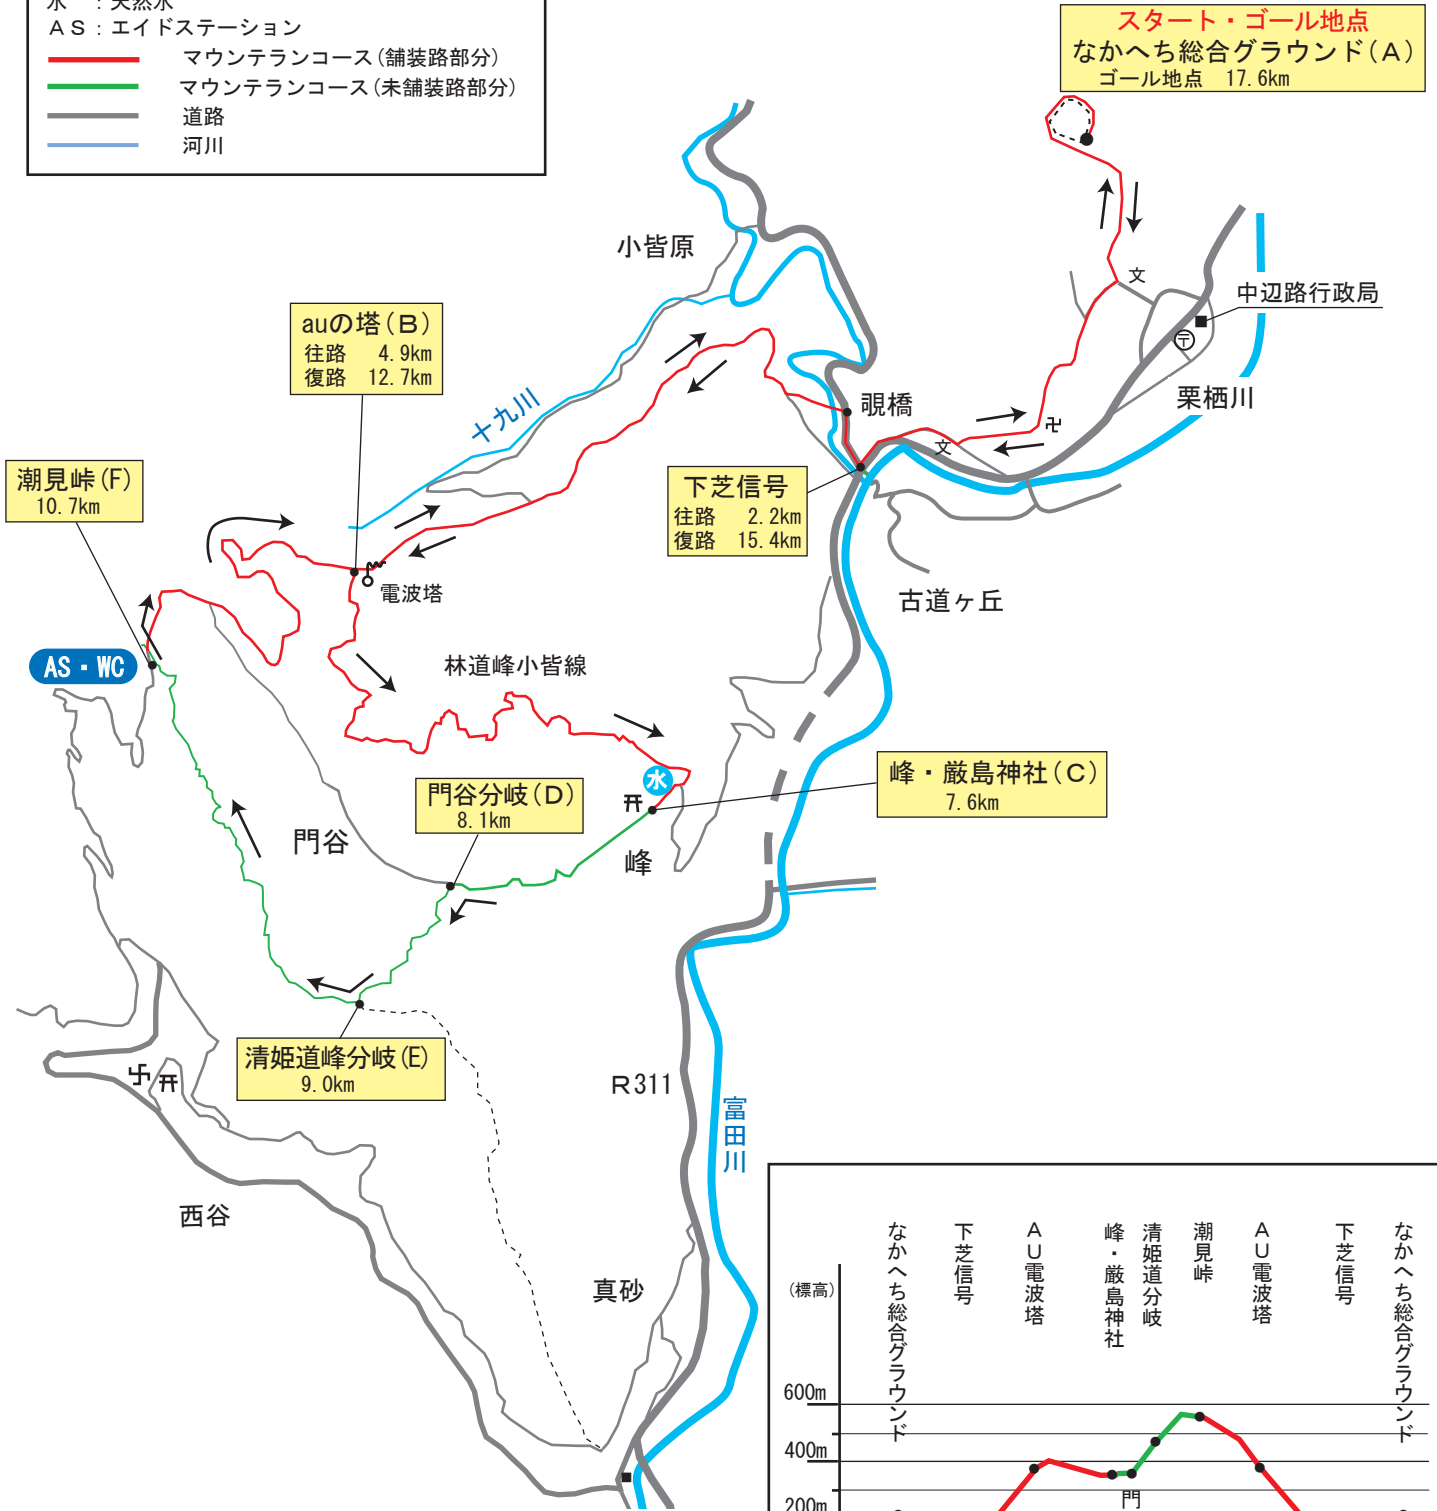 水　：天然水
ＡＳ：エイドステーション
マウンテランコース(舗装路部分)
マウンテランコース(未舗装路部分)
道路
河川
スタート・ゴール地点
なかへち総合グラウンド(Ａ)
ゴール地点　17.6km
小皆原
文
中辺路行政局
〒
栗栖川
auの塔(Ｂ)
往路　4.9km
復路　12.7km
十九川
覗橋
卍
文
潮見峠(F)
10.7km
下芝信号
往路　2.2km
復路　15.4km
電波塔
古道ヶ丘
AS・WC
林道峰小皆線
水
峰・厳島神社(Ｃ)
7.6km
門谷分岐(D)
8.1km
門谷
峰
清姫道峰分岐(E)
9.0km
卐
Ｒ311
富田川
西谷
真砂
なかへち総合グラウンド
下芝信号
ＡＵ電波塔
峰・厳島神社
清姫道分岐
潮見峠
ＡＵ電波塔
下芝信号
なかへち総合グラウンド
(標高)
600m
400m
200m
門